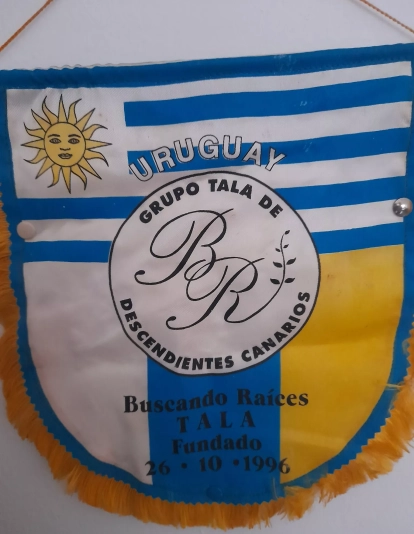 URUGUAY
GRUPO TALA DE
BR
DESCENDIENTES CANARIOS
Buscando Raíces
TALA
Fundado
26 • 10 • 1996